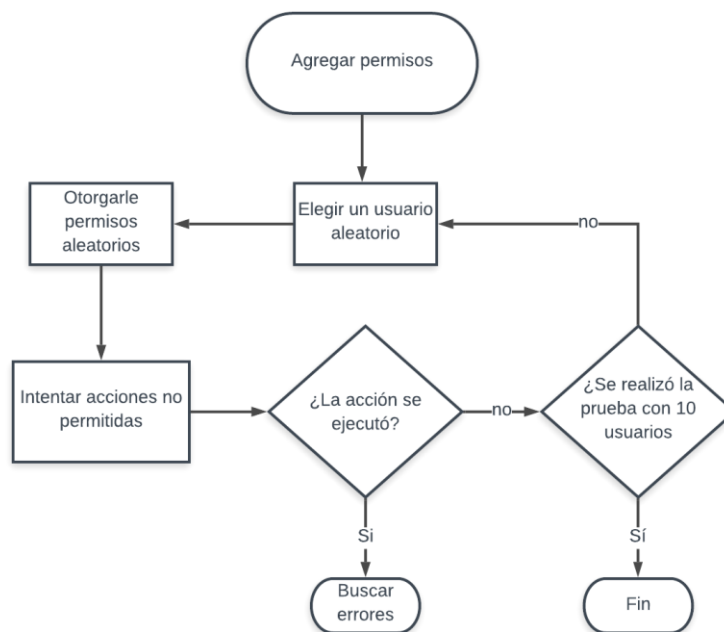 Agregar permisos
Otorgarle
permisos
aleatorios
Elegir un usuario
aleatorio
no
Intentar acciones no
permitidas
¿La acción se
ejecutó?
no
¿Se realizó la
prueba con 10
usuarios
Si
Sí
Buscar
errores
Fin